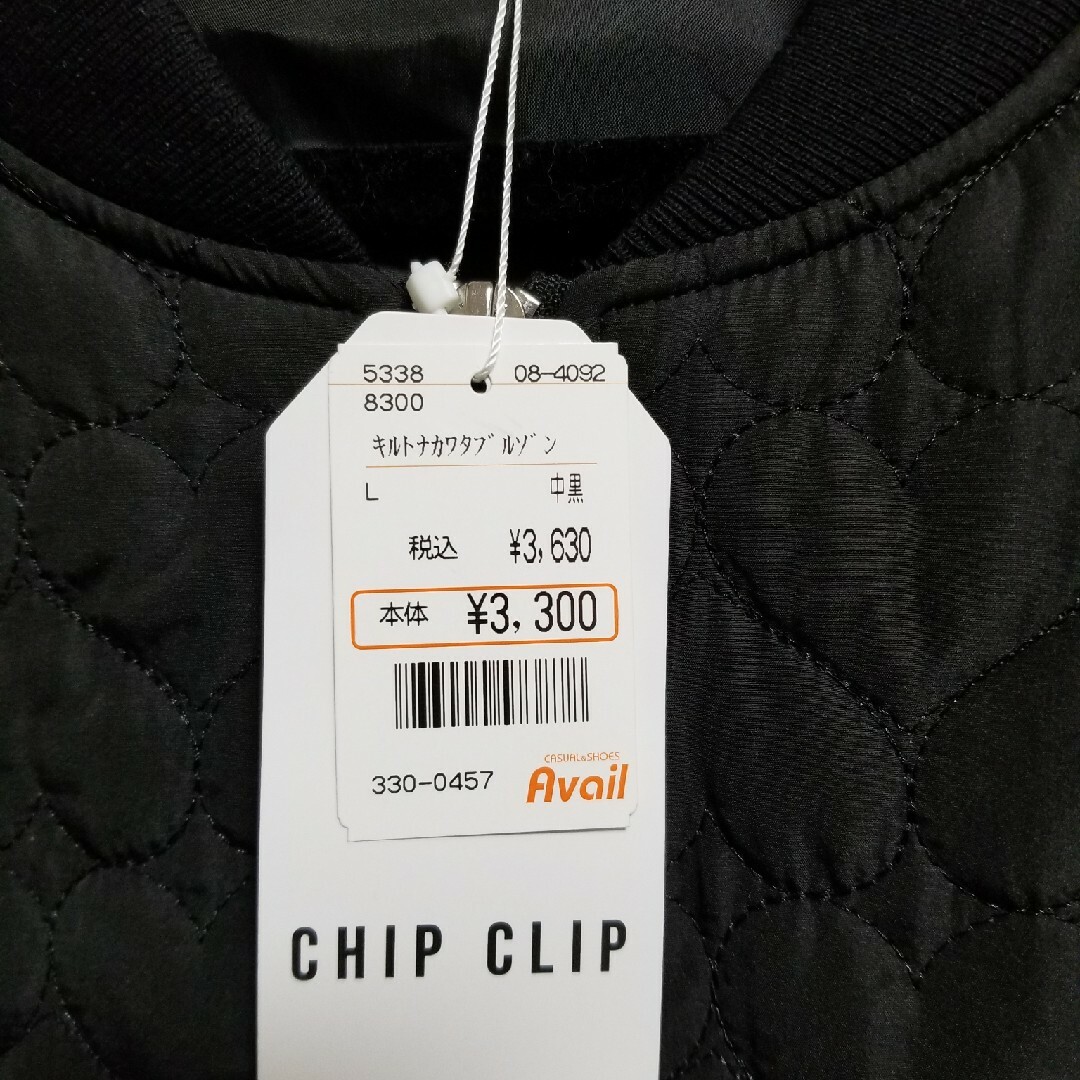 5338 08-4092
8300
ｷﾙﾄﾅｶﾜﾀﾌﾞﾙｿﾞﾝ
L 中黒
税込 ¥3,630
本体 ¥3,300
330-0457
CASUAL&SHOES
Avail
CHIP CLIP